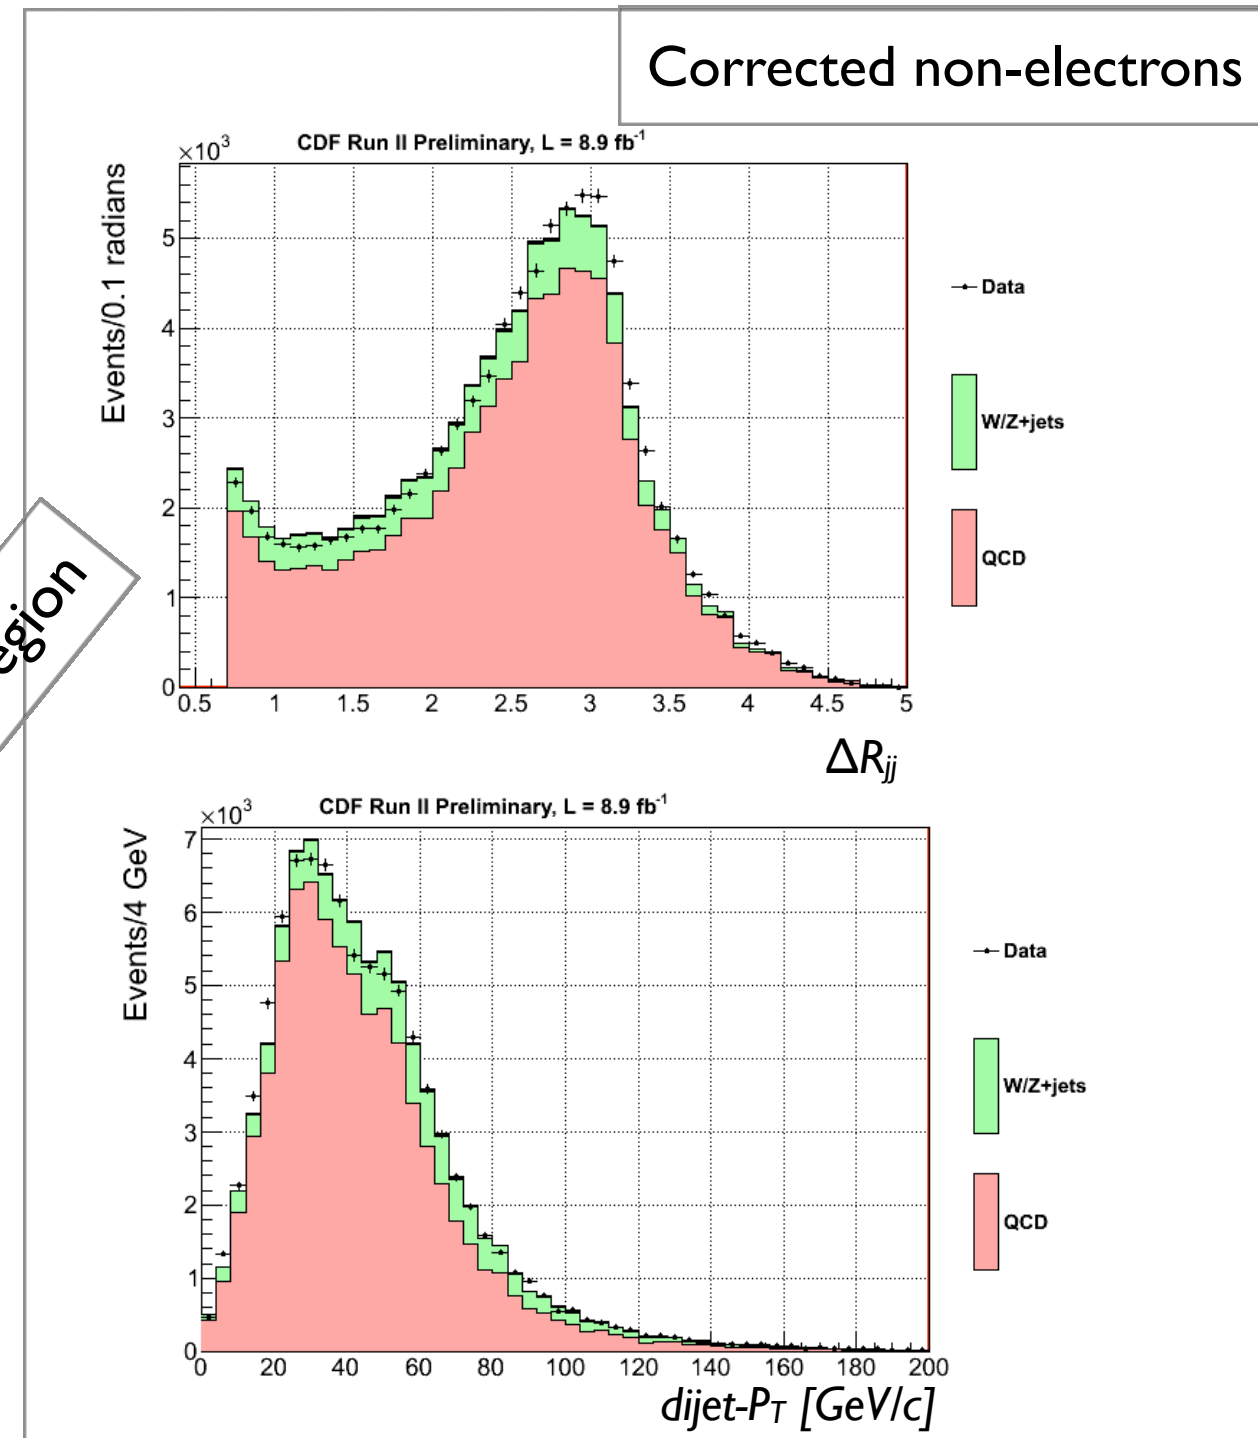 Corrected non-electrons
CDF Run II Preliminary, L = 8.9 fb⁻¹
×10³
Events/0.1 radians
5
4
3
2
1
0
0.5 1 1.5 2 2.5 3 3.5 4 4.5 5
ΔRjj
Data
W/Z+jets
QCD
CDF Run II Preliminary, L = 8.9 fb⁻¹
×10³
Events/4 GeV
7
6
5
4
3
2
1
0
0 20 40 60 80 100 120 140 160 180 200
dijet-PT [GeV/c]
Data
W/Z+jets
QCD